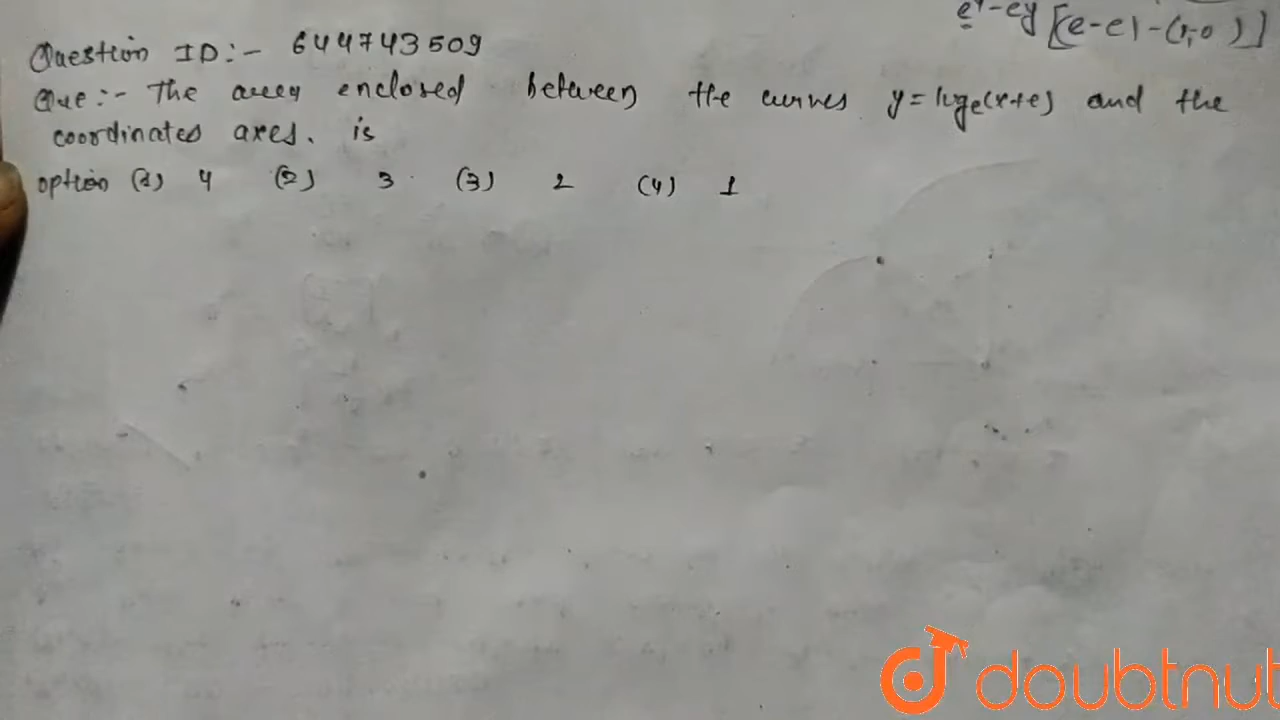 e^y - ey [(e-e) - (1-0)]
Question ID:- 644743509
Que:- The area enclosed between the curves y = loge(x+e) and the
coordinates axes. is
option (1) 4 (2) 3 (3) 2 (4) 1
doubtnut